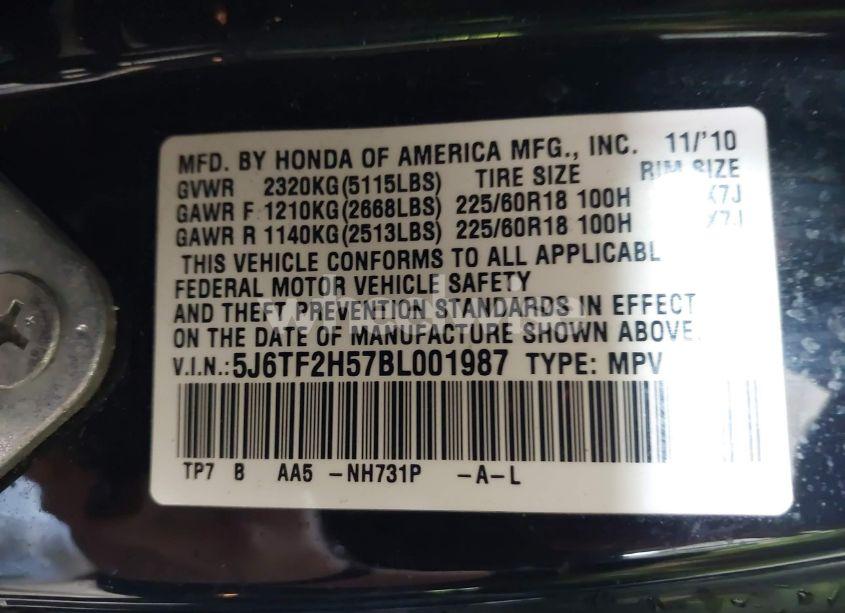 MFD. BY HONDA OF AMERICA MFG., INC. 11/'10
GVWR 2320KG(5115LBS) TIRE SIZE RIM SIZE
GAWR F 1210KG(2668LBS) 225/60R18 100H X7J
GAWR R 1140KG(2513LBS) 225/60R18 100H X7J
THIS VEHICLE CONFORMS TO ALL APPLICABL
FEDERAL MOTOR VEHICLE SAFETY
AND THEFT PREVENTION STANDARDS IN EFFECT
ON THE DATE OF MANUFACTURE SHOWN ABOVE.
V.I.N.: 5J6TF2H57BL001987 TYPE: MPV
TP7 B AA5 -NH731P -A-L